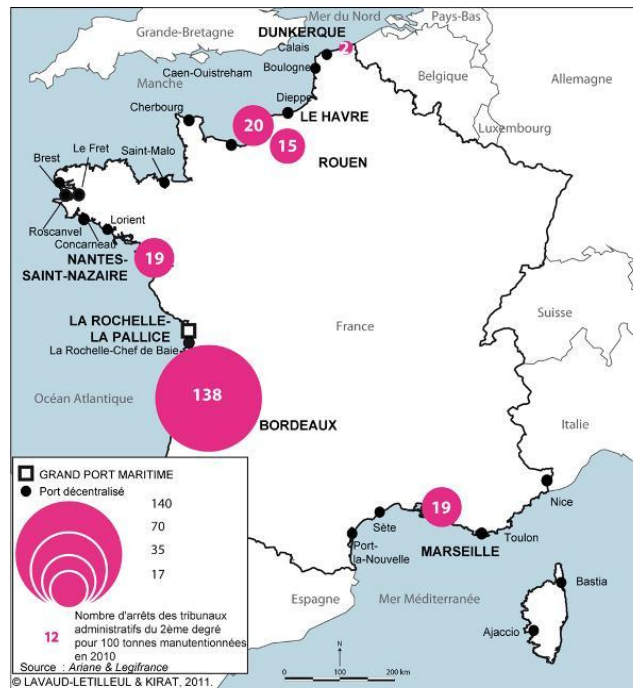 Mer du Nord
Pays-Bas
Grande-Bretagne
DUNKERQUE
2
Calais
Boulogne
Belgique
Allemagne
Manche
Caen-Ouistreham
Cherbourg
Dieppe
LE HAVRE
20
15
ROUEN
Luxembourg
Le Fret
Brest
Saint-Malo
Roscanvel
Lorient
Concarneau
NANTES-
SAINT-NAZAIRE
19
LA ROCHELLE-
LA PALLICE
La Rochelle-Chef de Baie
France
Suisse
Océan Atlantique
138
BORDEAUX
Italie
19
MARSEILLE
Sète
Port-
la-Nouvelle
Toulon
Nice
Espagne
Mer Méditerranée
Bastia
Ajaccio
GRAND PORT MARITIME
Port décentralisé
140
70
35
17
12
Nombre d'arrêts des tribunaux
administratifs du 2ème degré
pour 100 tonnes manutentionnées
en 2010
Source : Ariane & Legifrance
© LAVAUD-LETILLEUL & KIRAT, 2011.
N
0 100 200 km